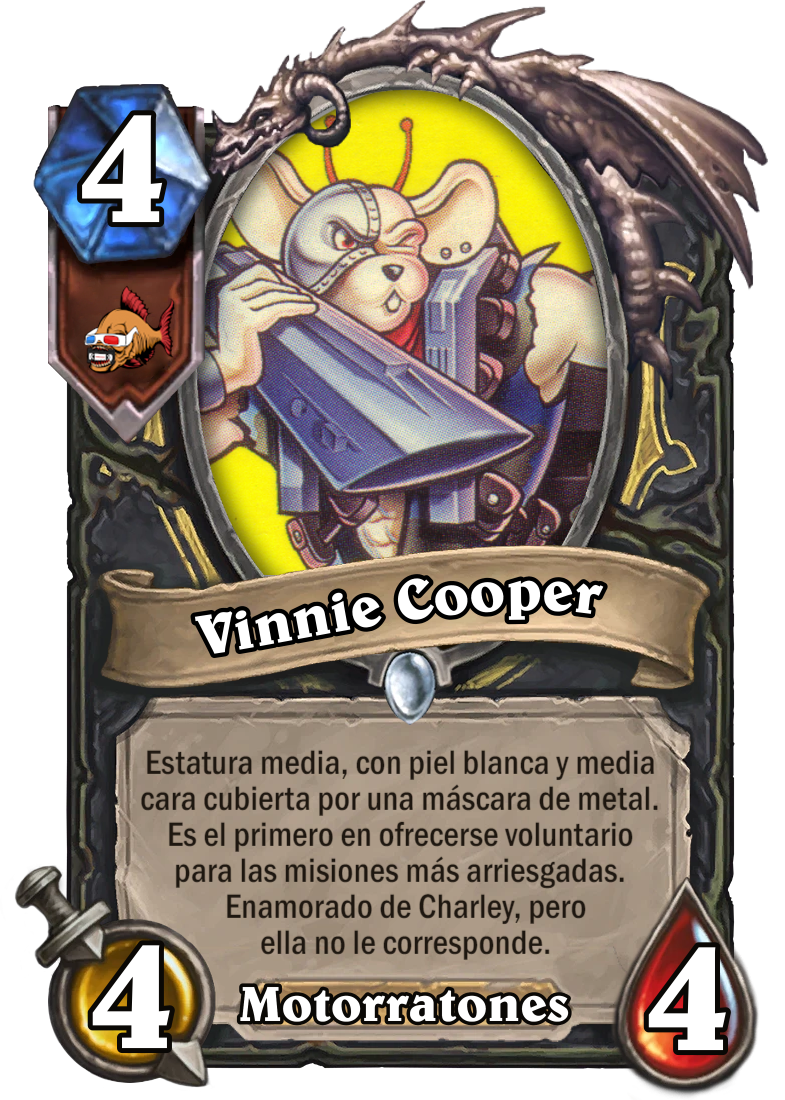 4
Vinnie Cooper
Estatura media, con piel blanca y media
cara cubierta por una máscara de metal.
Es el primero en ofrecerse voluntario
para las misiones más arriesgadas.
Enamorado de Charley, pero
ella no le corresponde.
4
Motorratones
4